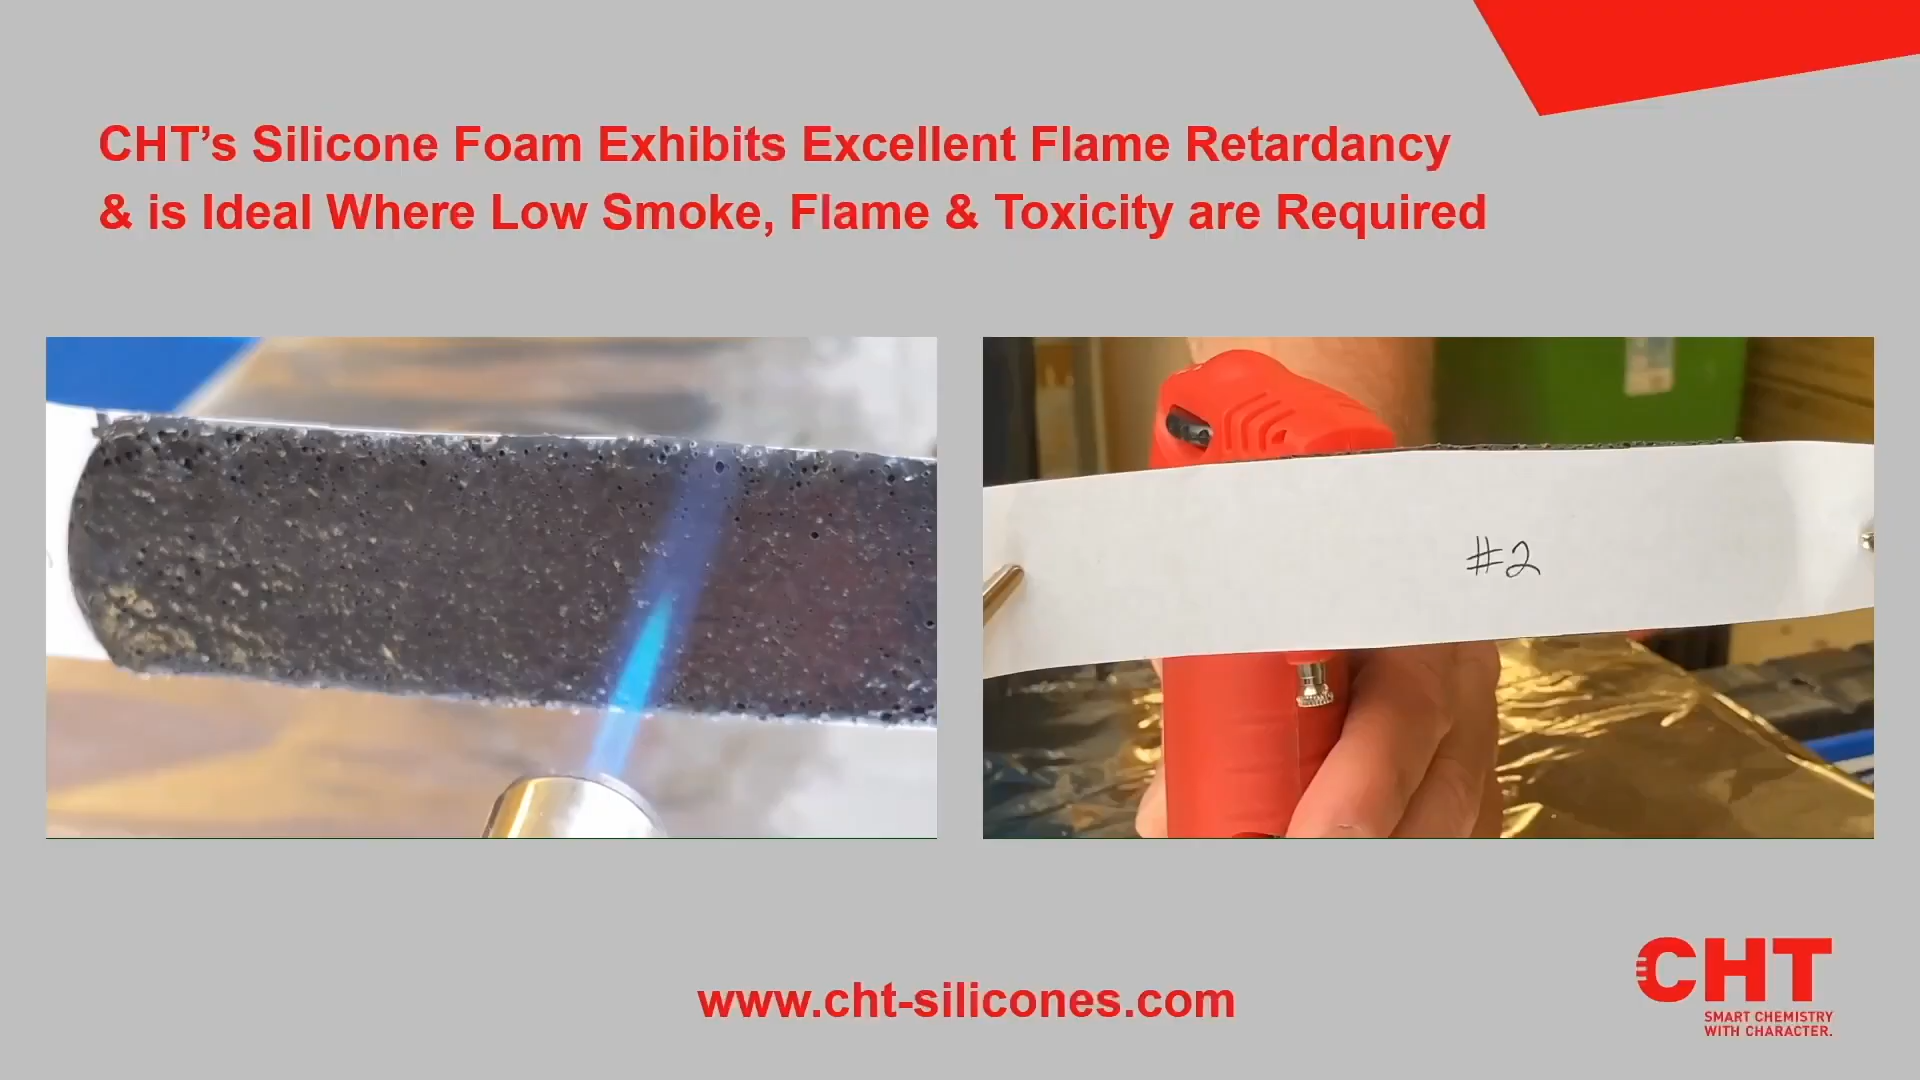 CHT’s Silicone Foam Exhibits Excellent Flame Retardancy
& is Ideal Where Low Smoke, Flame & Toxicity are Required
#2
www.cht-silicones.com
CHT
SMART CHEMISTRY
WITH CHARACTER.